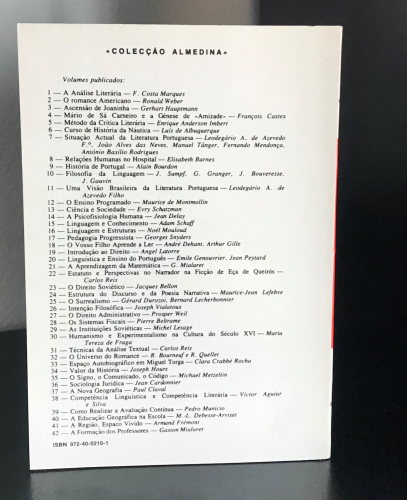 «COLECÇÃO ALMEDINA»
Volumes publicados:
1 — A Análise Literária — F. Costa Marques
2 — O romance Americano — Ronald Weber
3 — Ascensão de Joaninha — Gerhart Hauptmann
4 — Mário de Sá Carneiro e a Génese de «Amizade» — François Castex
5 — Método da Crítica Literária — Enrique Anderson Imbert
6 — Curso de História da Náutica — Luis de Albuquerque
7 — Situação Actual da Literatura Portuguesa — Leodegário A. de Azevedo
F.º, João Alves das Neves, Manuel Tânger, Fernando Mendonça,
António Basílio Rodrigues
8 — Relações Humanas no Hospital — Elisabeth Barnes
9 — História de Portugal — Alain Bourdon
10 — Filosofia da Linguagem — J. Sumpf, G. Granger, J. Bouveresse,
J. Gauvin
11 — Uma Visão Brasileira da Literatura Portuguesa — Leodegário A. de
Azevedo Filho
12 — O Ensino Programado — Maurice de Montmollin
13 — Ciência e Sociedade — Evry Schatzman
14 — A Psicofisiologia Humana — Jean Delay
15 — Linguagem e Conhecimento — Adam Schaff
16 — Linguagem e Estruturas — Noël Mouloud
17 — Pedagogia Progressista — Georges Snyders
18 — O Vosso Filho Aprende a Ler — André Dehant, Arthur Gille
19 — Introdução ao Direito — Angel Latorre
20 — Linguística e Ensino do Português — Emile Genouvrier, Jean Peytard
21 — A Aprendizagem da Matemática — G. Mialaret
22 — Estatuto e Perspectivas do Narrador na Ficção de Eça de Queirós —
Carlos Reis
23 — O Direito Soviético — Jacques Bellon
24 — Estrutura do Discurso e da Poesia Narrativa — Maurice-Jean Lefebve
25 — O Surrealismo — Gérard Durozoi, Bernard Lecherbonnier
26 — Intenção Filosófica — Joseph Vialatoux
27 — O Direito Administrativo — Prosper Weil
28 — Os Sistemas Fiscais — Pierre Beltrame
29 — As Instituições Soviéticas — Michel Lesage
30 — Humanismo e Experimentalismo na Cultura do Século XVI — Maria
Tereza de Fraga
31 — Técnicas da Análise Textual — Carlos Reis
32 — O Universo do Romance — R. Bourneuf e R. Ouellet
33 — Espaço Autobiográfico em Miguel Torga — Clara Crabbé Rocha
34 — Valor da História — Joseph Hours
35 — O Signo, o Comunicado, o Código — Michael Metzeltin
36 — Sociologia Jurídica — Jean Cardonnier
37 — A Nova Geografia — Paul Claval
38 — Competência Linguística e Competência Literária — Victor Aguiar
e Silva
39 — Como Realizar a Avaliação Contínua — Pedro Municio
40 — A Educação Geográfica na Escola — M.-L. Debesse-Arviset
41 — A Região, Espaço Vivido — Armand Frémont
42 — A Formação dos Professores — Gaston Mialaret
ISBN 972-40-0210-1